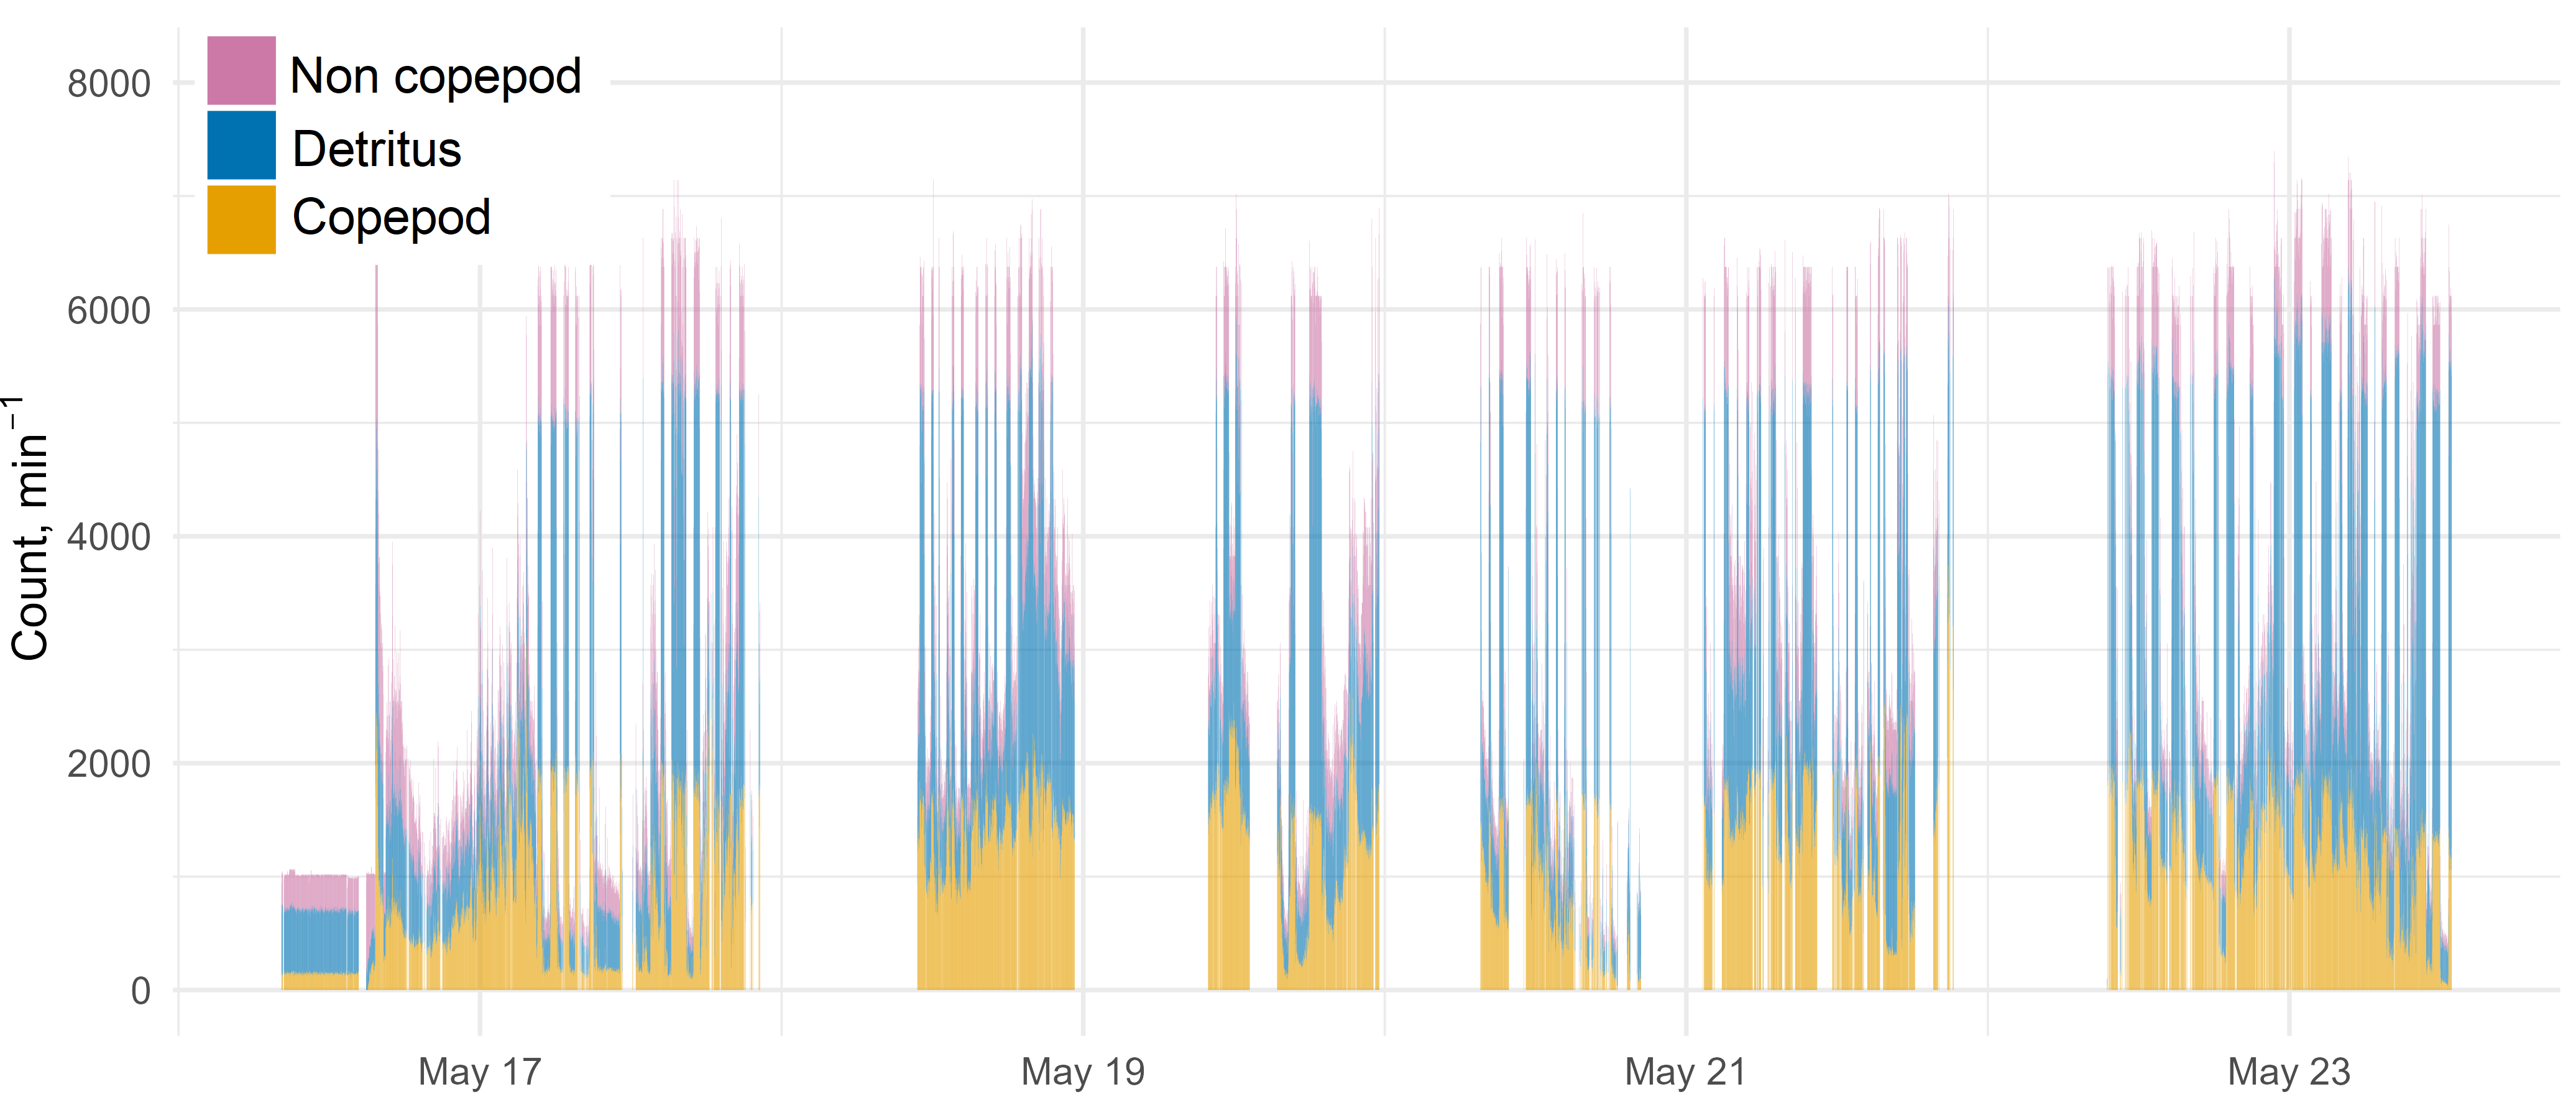 Non copepod
Detritus
Copepod
8000
6000
4000
2000
0
Count, min⁻¹
May 17
May 19
May 21
May 23